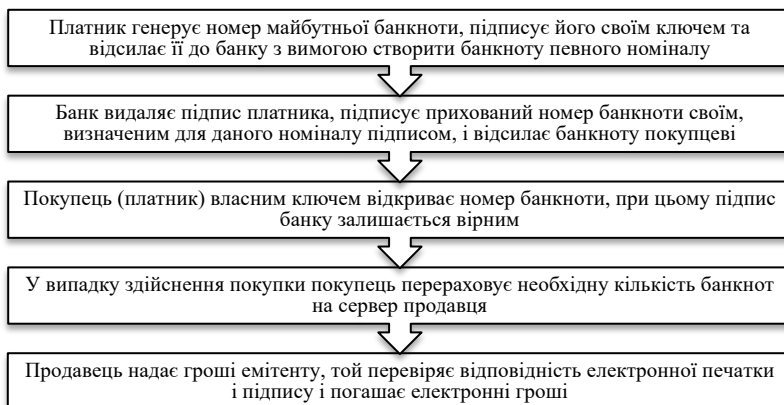 Платник генерує номер майбутньої банкноти, підписує його своїм ключем та
відсилає її до банку з вимогою створити банкноту певного номіналу
Банк видаляє підпис платника, підписує прихований номер банкноти своїм,
визначеним для даного номіналу підписом, і відсилає банкноту покупцеві
Покупець (платник) власним ключем відкриває номер банкноти, при цьому підпис
банку залишається вірним
У випадку здійснення покупки покупець перераховує необхідну кількість банкнот
на сервер продавця
Продавець надає гроші емітенту, той перевіряє відповідність електронної печатки
і підпису і погашає електронні гроші